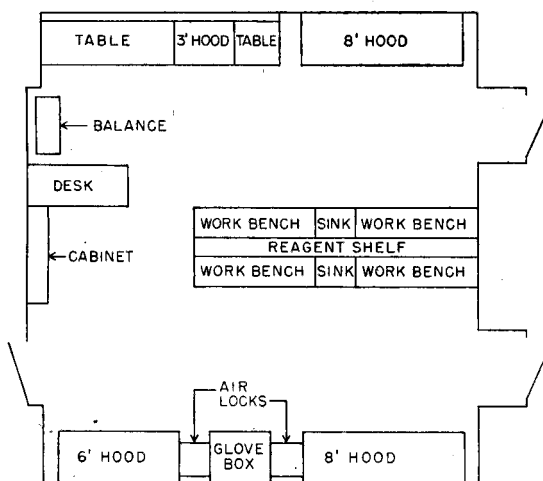 TABLE
3' HOOD
TABLE
8' HOOD
BALANCE
DESK
WORK BENCH
SINK
WORK BENCH
REAGENT SHELF
CABINET
WORK BENCH
SINK
WORK BENCH
AIR
LOCKS
6' HOOD
GLOVE
BOX
8' HOOD